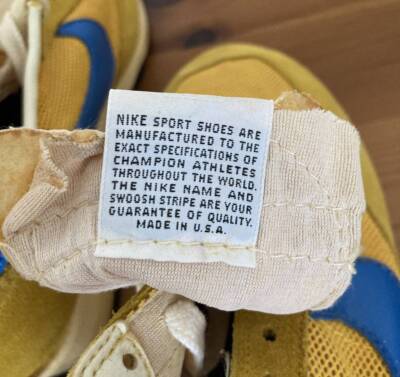 NIKE SPORT SHOES ARE
MANUFACTURED TO THE
EXACT SPECIFICATIONS OF
CHAMPION ATHLETES
THROUGHOUT THE WORLD.
THE NIKE NAME AND
SWOOSH STRIPE ARE YOUR
GUARANTEE OF QUALITY.
MADE IN U.S.A.